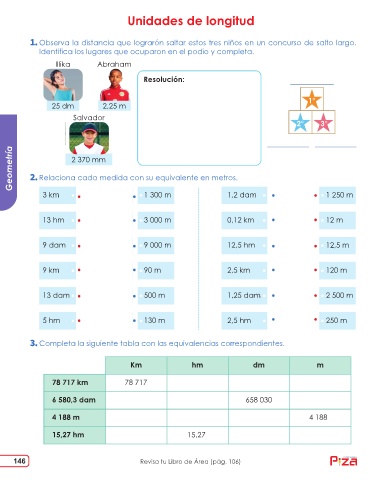 Unidades de longitud
1. Observa la distancia que lograrón saltar estos tres niños en un concurso de salto largo.
Identifica los lugares que ocuparon en el podio y completa.
Illika Abraham
Resolución:
25 dm 2,25 m
1°
Salvador
2° 3°
2 370 mm
Geometría
2. Relaciona cada medida con su equivalente en metros.
3 km 1 300 m 1,2 dam 1 250 m
13 hm 3 000 m 0,12 km 12 m
9 dam 9 000 m 12,5 hm 12,5 m
9 km 90 m 2,5 km 120 m
13 dam 500 m 1,25 dam 2 500 m
5 hm 130 m 2,5 hm 250 m
3. Completa la siguiente tabla con las equivalencias correspondientes.
Km hm dm m
78 717 km 78 717
6 580,3 dam 658 030
4 188 m 4 188
15,27 hm 15,27
146 Revisa tu Libro de Área (pág. 106)